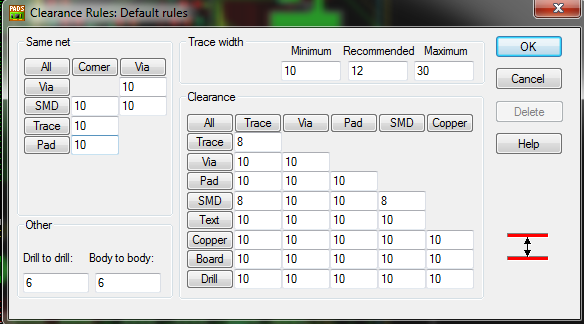 PADS
Clearance Rules: Default rules
Same net
All Corner Via
Via 10
SMD 10 10
Trace 10
Pad 10
Other
Drill to drill: Body to body:
6 6
Trace width
Minimum Recommended Maximum
10 12 30
Clearance
All Trace Via Pad SMD Copper
Trace 8
Via 10 10
Pad 10 10 10
SMD 8 10 10 8
Text 10 10 10 10
Copper 10 10 10 10 10
Board 10 10 10 10 10
Drill 10 10 10 10 10
OK
Cancel
Delete
Help